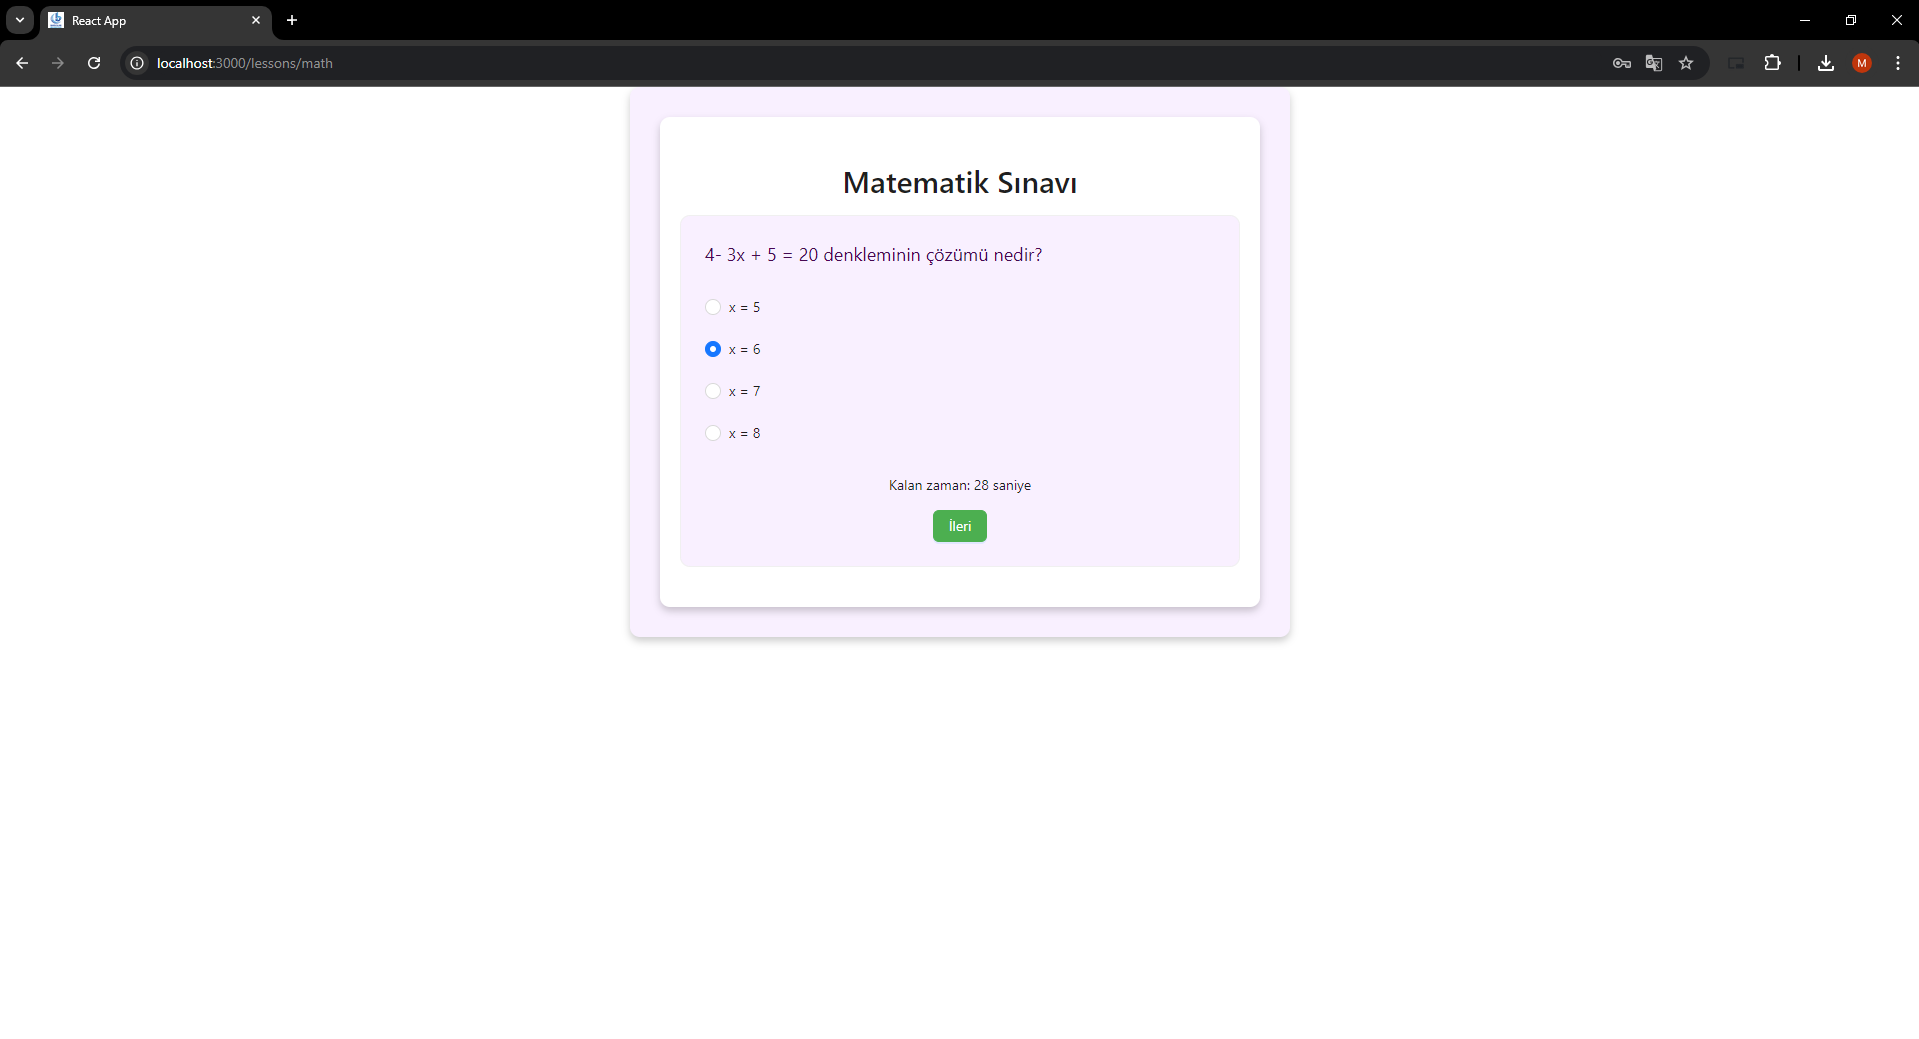 React App
localhost:3000/lessons/math
M
Matematik Sınavı
4- 3x + 5 = 20 denkleminin çözümü nedir?
x = 5
x = 6
x = 7
x = 8
Kalan zaman: 28 saniye
İleri